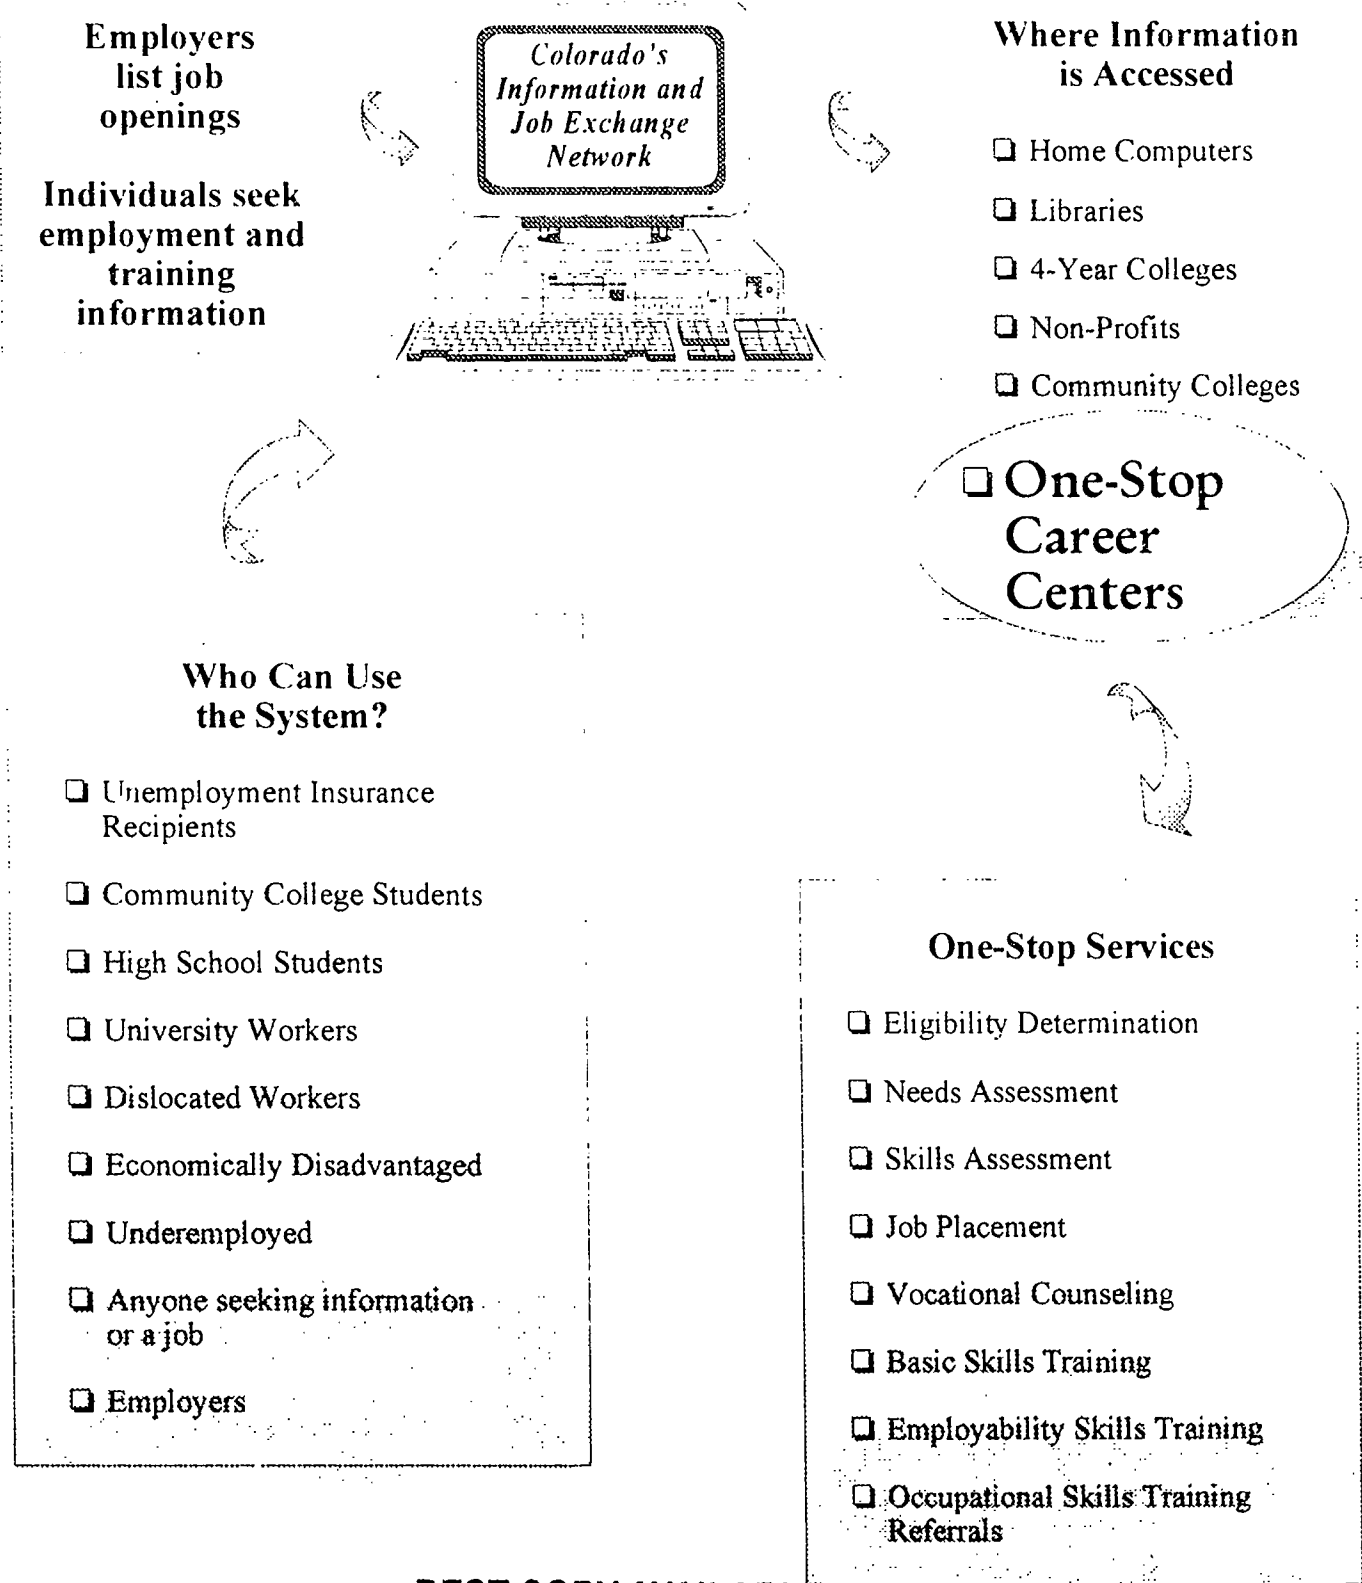 Employers
list job
openings
Individuals seek
employment and
training
information
Colorado's
Information and
Job Exchange
Network
Where Information
is Accessed
❏ Home Computers
❏ Libraries
❏ 4-Year Colleges
❏ Non-Profits
❏ Community Colleges
❏ One-Stop
Career
Centers
Who Can Use
the System?
❏ Unemployment Insurance
Recipients
❏ Community College Students
❏ High School Students
❏ University Workers
❏ Dislocated Workers
❏ Economically Disadvantaged
❏ Underemployed
❏ Anyone seeking information
or a job
❏ Employers
One-Stop Services
❏ Eligibility Determination
❏ Needs Assessment
❏ Skills Assessment
❏ Job Placement
❏ Vocational Counseling
❏ Basic Skills Training
❏ Employability Skills Training
❏ Occupational Skills Training
Referrals